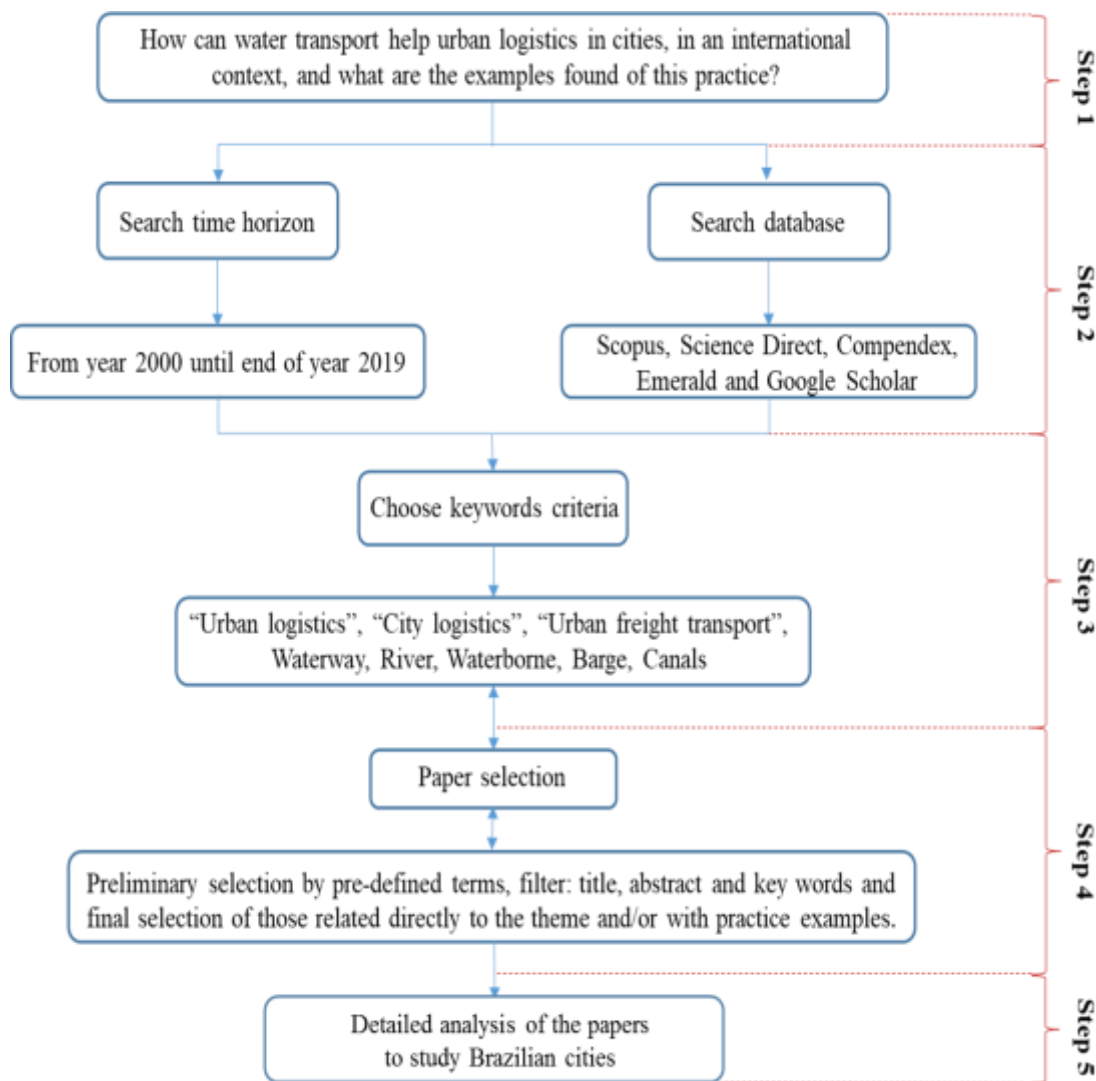 How can water transport help urban logistics in cities, in an international
context, and what are the examples found of this practice?
Step 1
Search time horizon
Search database
From year 2000 until end of year 2019
Scopus, Science Direct, Compendex,
Emerald and Google Scholar
Step 2
Choose keywords criteria
“Urban logistics”, “City logistics”, “Urban freight transport”,
Waterway, River, Waterborne, Barge, Canals
Step 3
Paper selection
Preliminary selection by pre-defined terms, filter: title, abstract and key words and
final selection of those related directly to the theme and/or with practice examples.
Step 4
Detailed analysis of the papers
to study Brazilian cities
Step 5